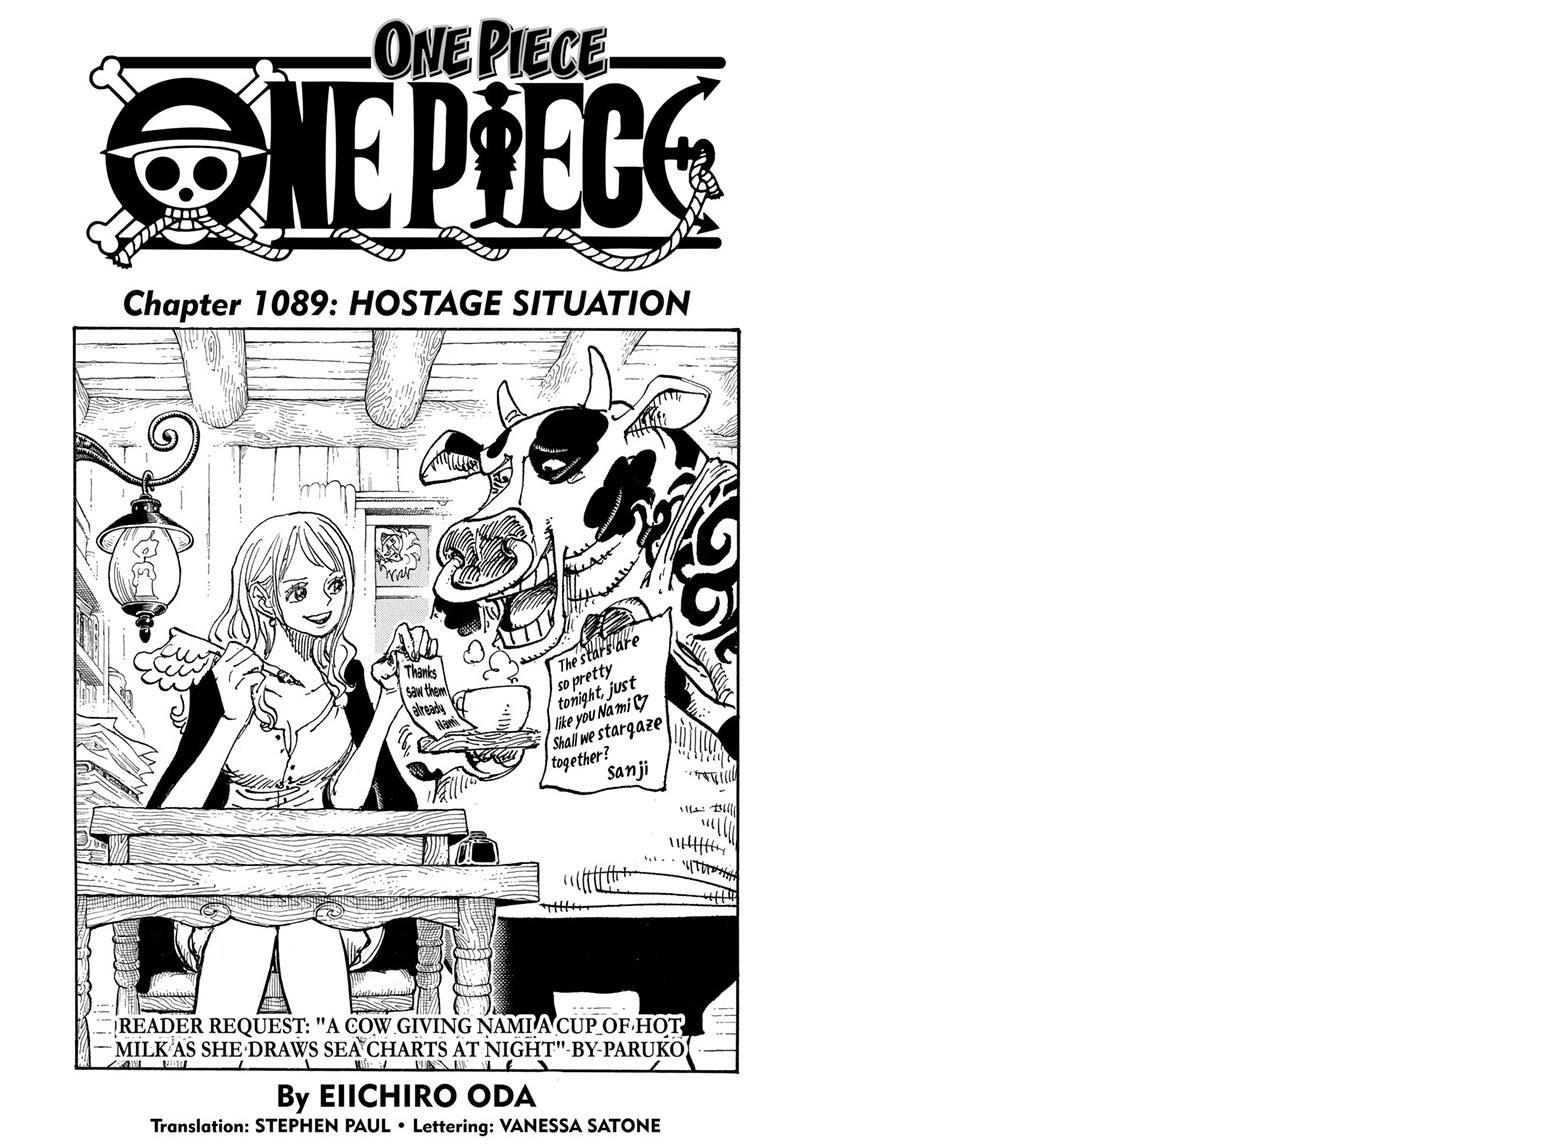 ONE PIECE
ONE PIECE
Chapter 1089: HOSTAGE SITUATION
Thanks
saw them
already
Nami
The stars are
so pretty
tonight, just
like you Nami♡
Shall we stargaze
together?
Sanji
READER REQUEST: "A COW GIVING NAMI A CUP OF HOT
MILK AS SHE DRAWS SEA CHARTS AT NIGHT" BY PARUKO
By EIICHIRO ODA
Translation: STEPHEN PAUL • Lettering: VANESSA SATONE